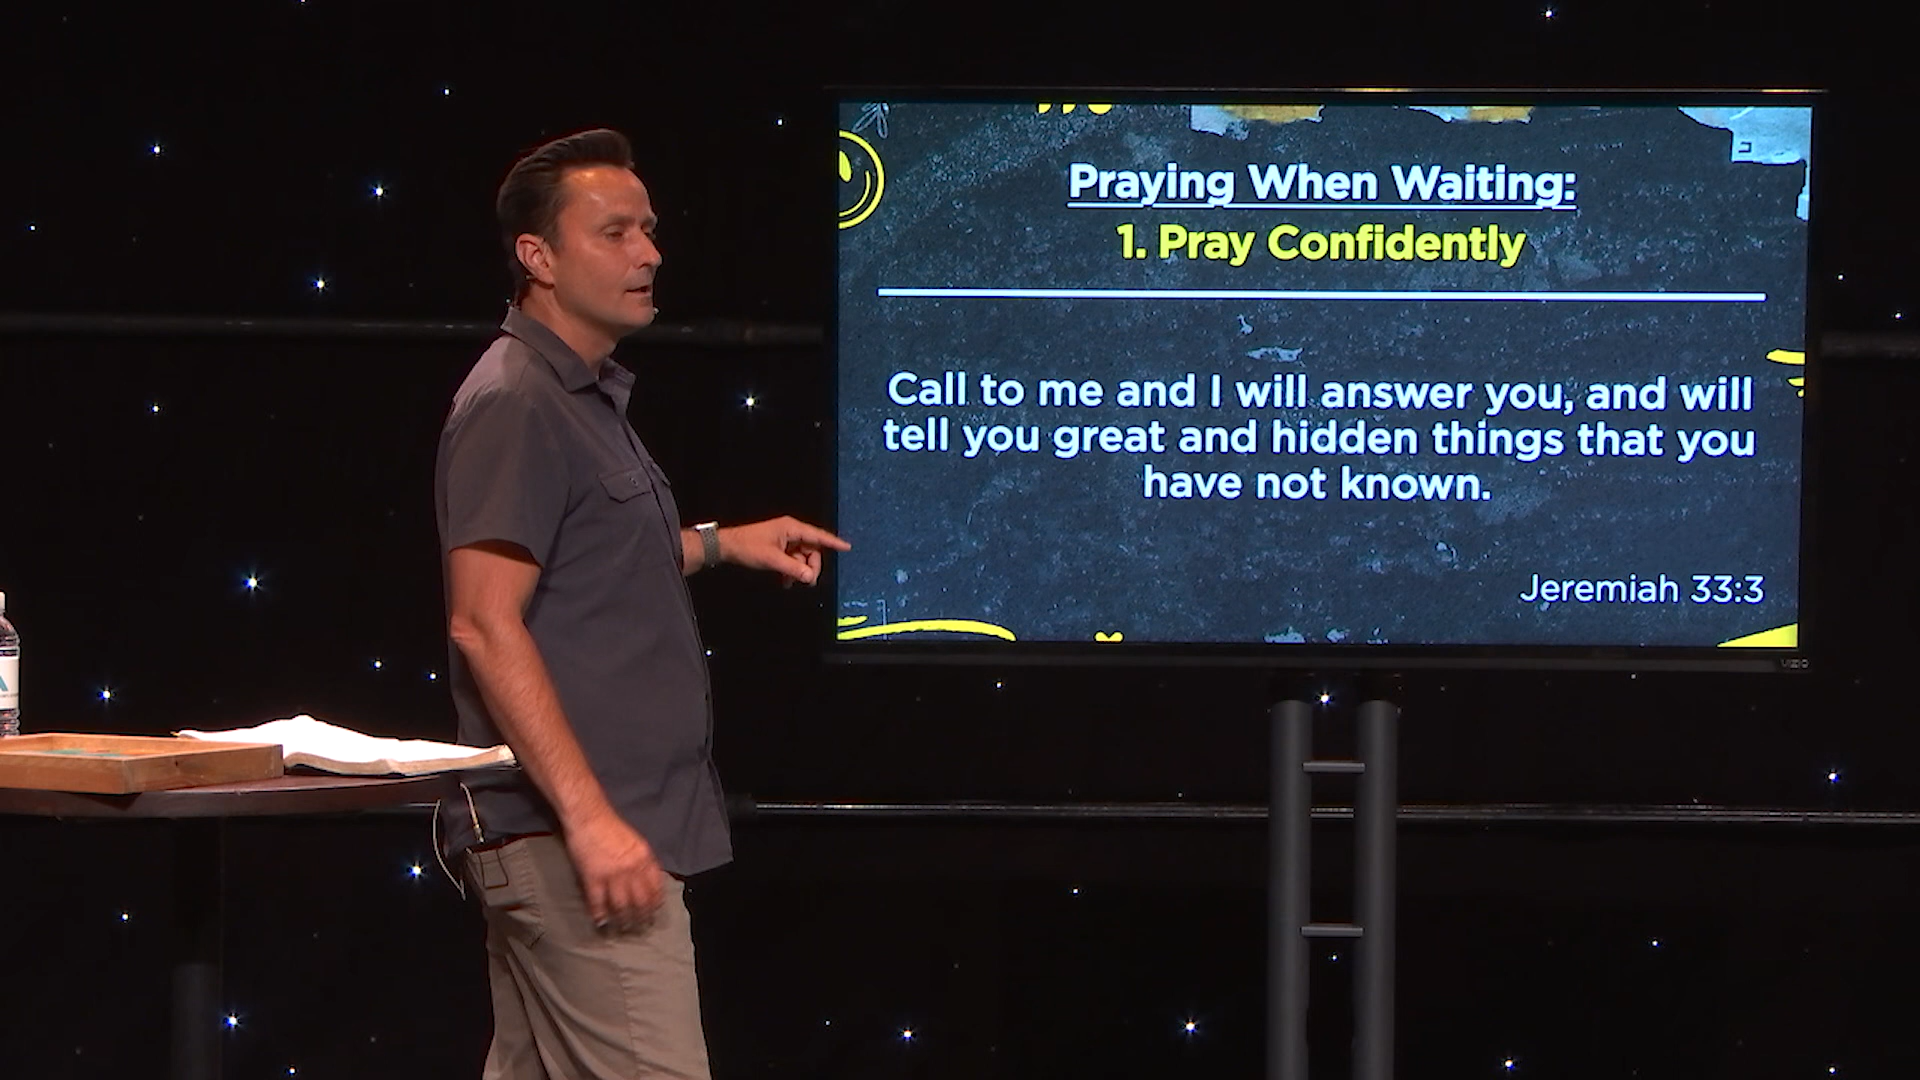 Praying When Waiting:
1. Pray Confidently
Call to me and I will answer you, and will
tell you great and hidden things that you
have not known.
Jeremiah 33:3
VIZIO